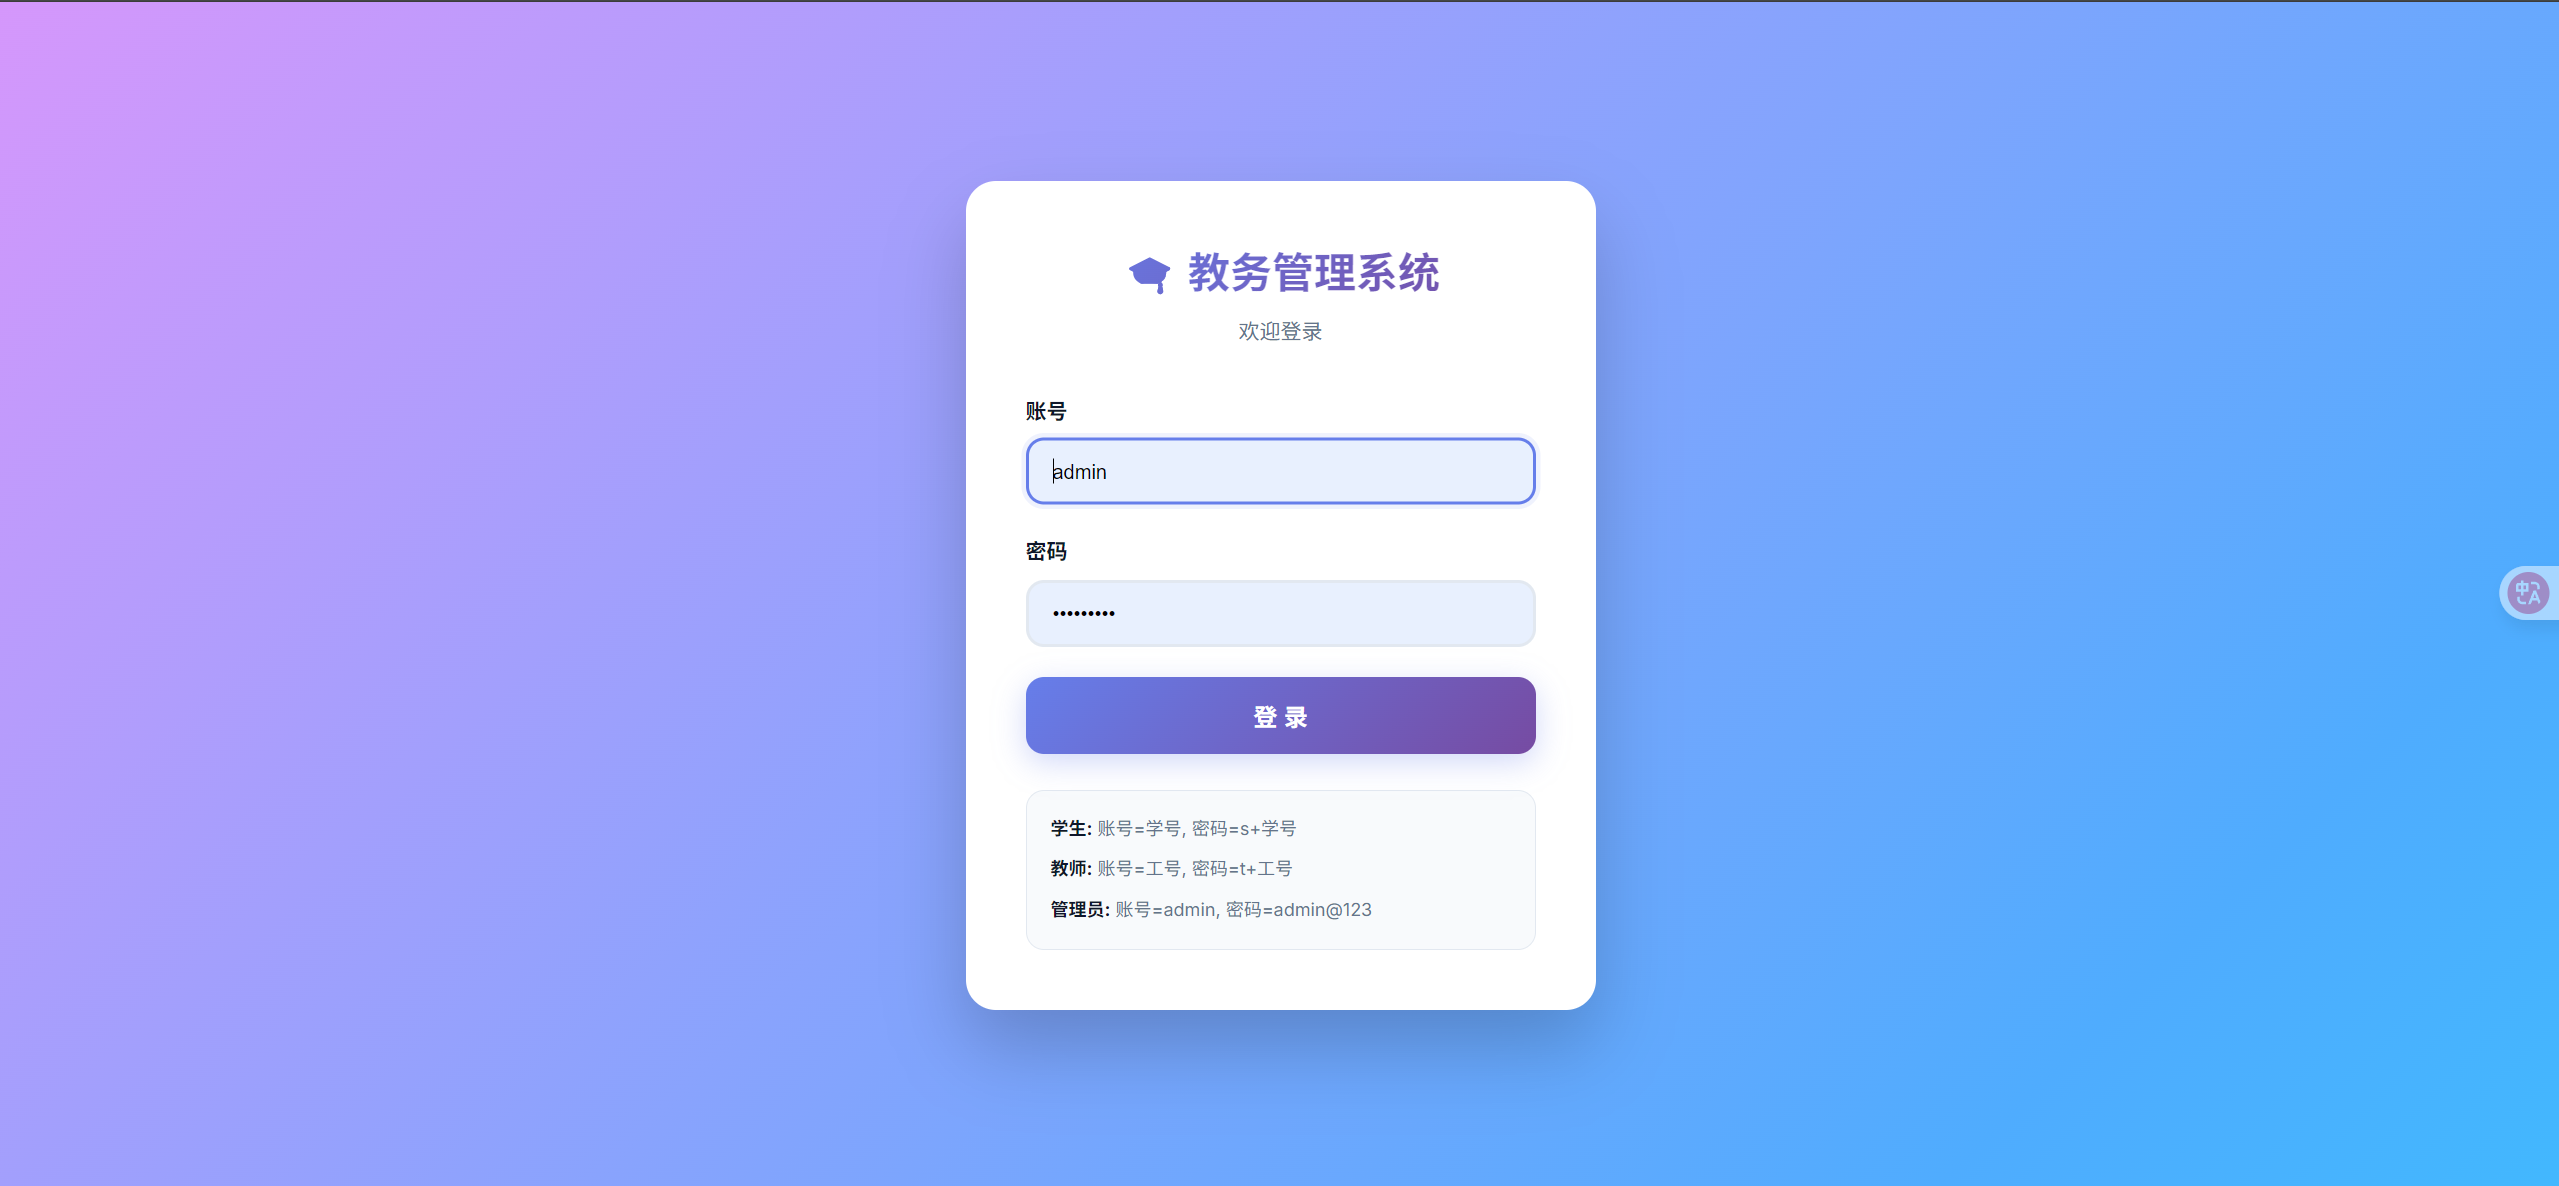 教务管理系统
欢迎登录
账号
admin
密码
•••••••••
登 录
学生: 账号=学号, 密码=s+学号
教师: 账号=工号, 密码=t+工号
管理员: 账号=admin, 密码=admin@123
中 A